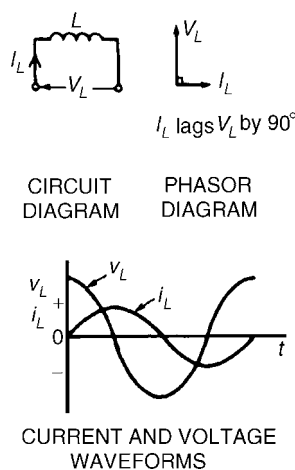 L
I_L
V_L
V_L
I_L
I_L lags V_L by 90°
CIRCUIT
DIAGRAM
PHASOR
DIAGRAM
v_L
i_L
+
0
−
v_L
i_L
t
CURRENT AND VOLTAGE
WAVEFORMS